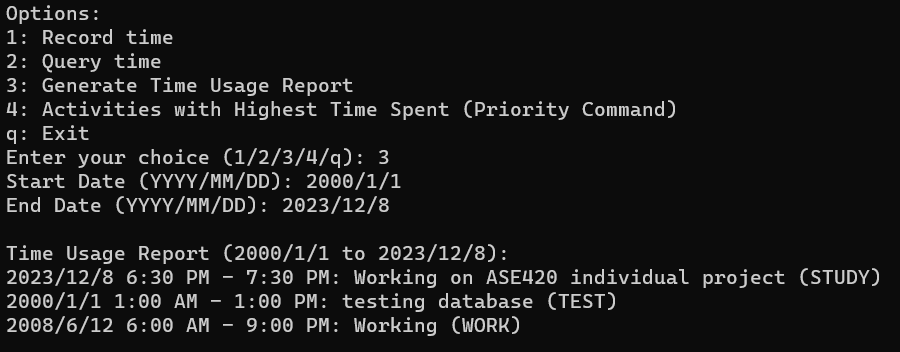 Options:
1: Record time
2: Query time
3: Generate Time Usage Report
4: Activities with Highest Time Spent (Priority Command)
q: Exit
Enter your choice (1/2/3/4/q): 3
Start Date (YYYY/MM/DD): 2000/1/1
End Date (YYYY/MM/DD): 2023/12/8
Time Usage Report (2000/1/1 to 2023/12/8):
2023/12/8 6:30 PM - 7:30 PM: Working on ASE420 individual project (STUDY)
2000/1/1 1:00 AM - 1:00 PM: testing database (TEST)
2008/6/12 6:00 AM - 9:00 PM: Working (WORK)